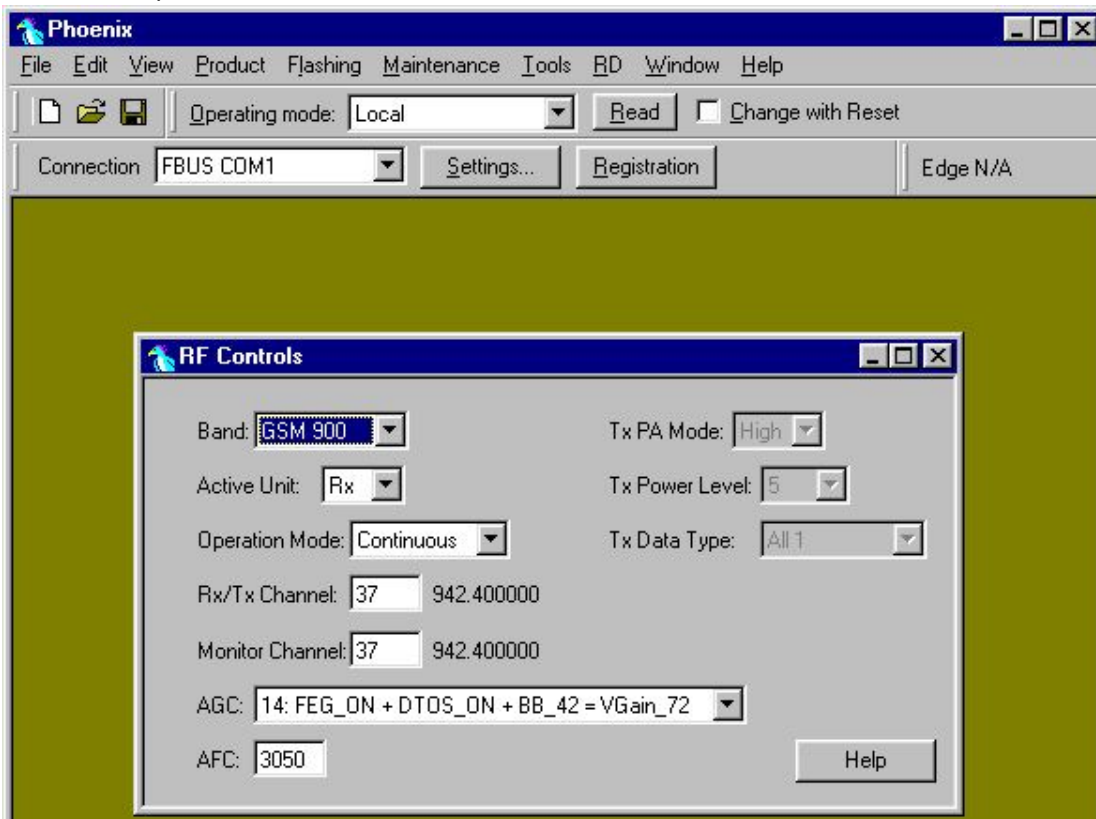 Phoenix
File Edit View Product Flashing Maintenance Tools RD Window Help
Operating mode: Local Read Change with Reset
Connection FBUS COM1 Settings... Registration Edge N/A
RF Controls
Band: GSM 900 Tx PA Mode: High
Active Unit: Rx Tx Power Level: 5
Operation Mode: Continuous Tx Data Type: All 1
Rx/Tx Channel: 37 942.400000
Monitor Channel: 37 942.400000
AGC: 14: FEG_ON + DTOS_ON + BB_42 = VGain_72
AFC: 3050 Help